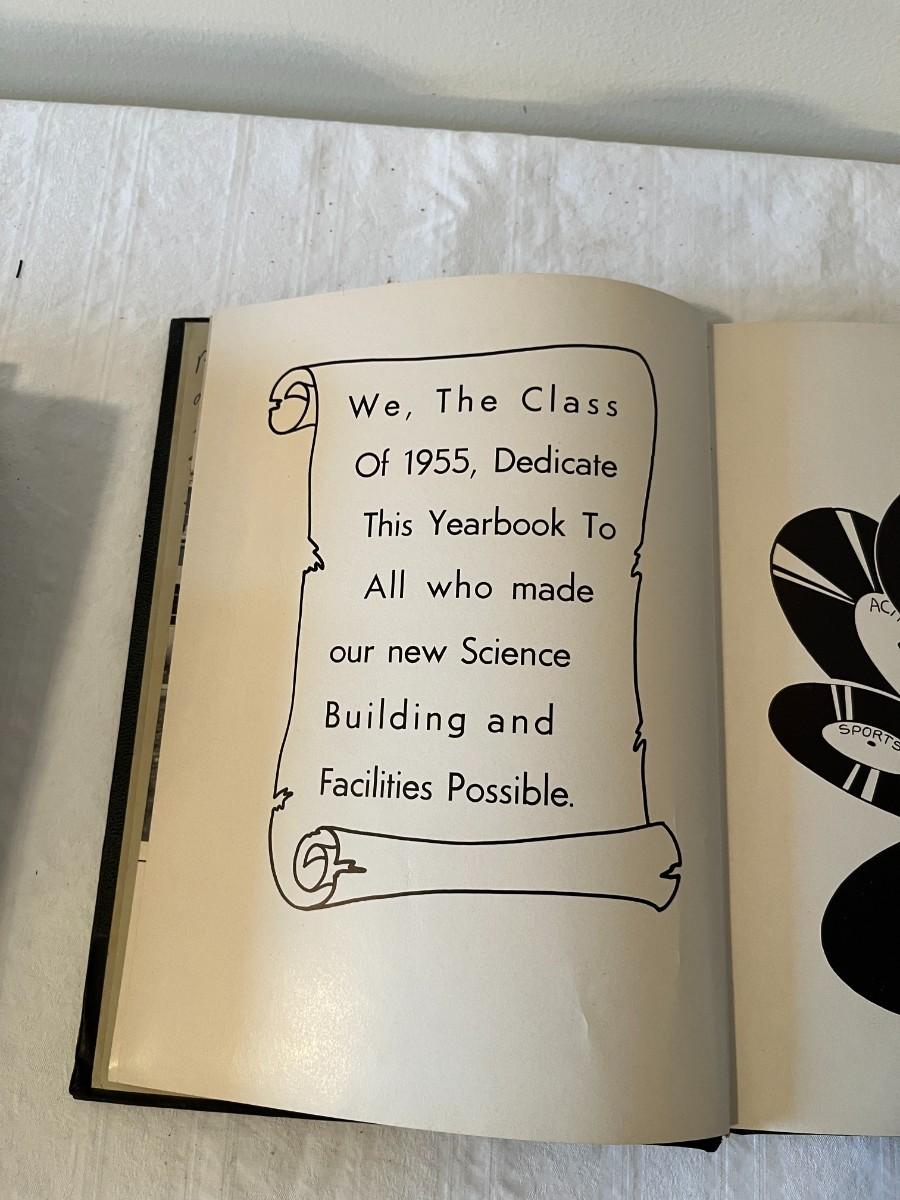 We, The Class
Of 1955, Dedicate
This Yearbook To
All who made
our new Science
Building and
Facilities Possible.
SPORTS